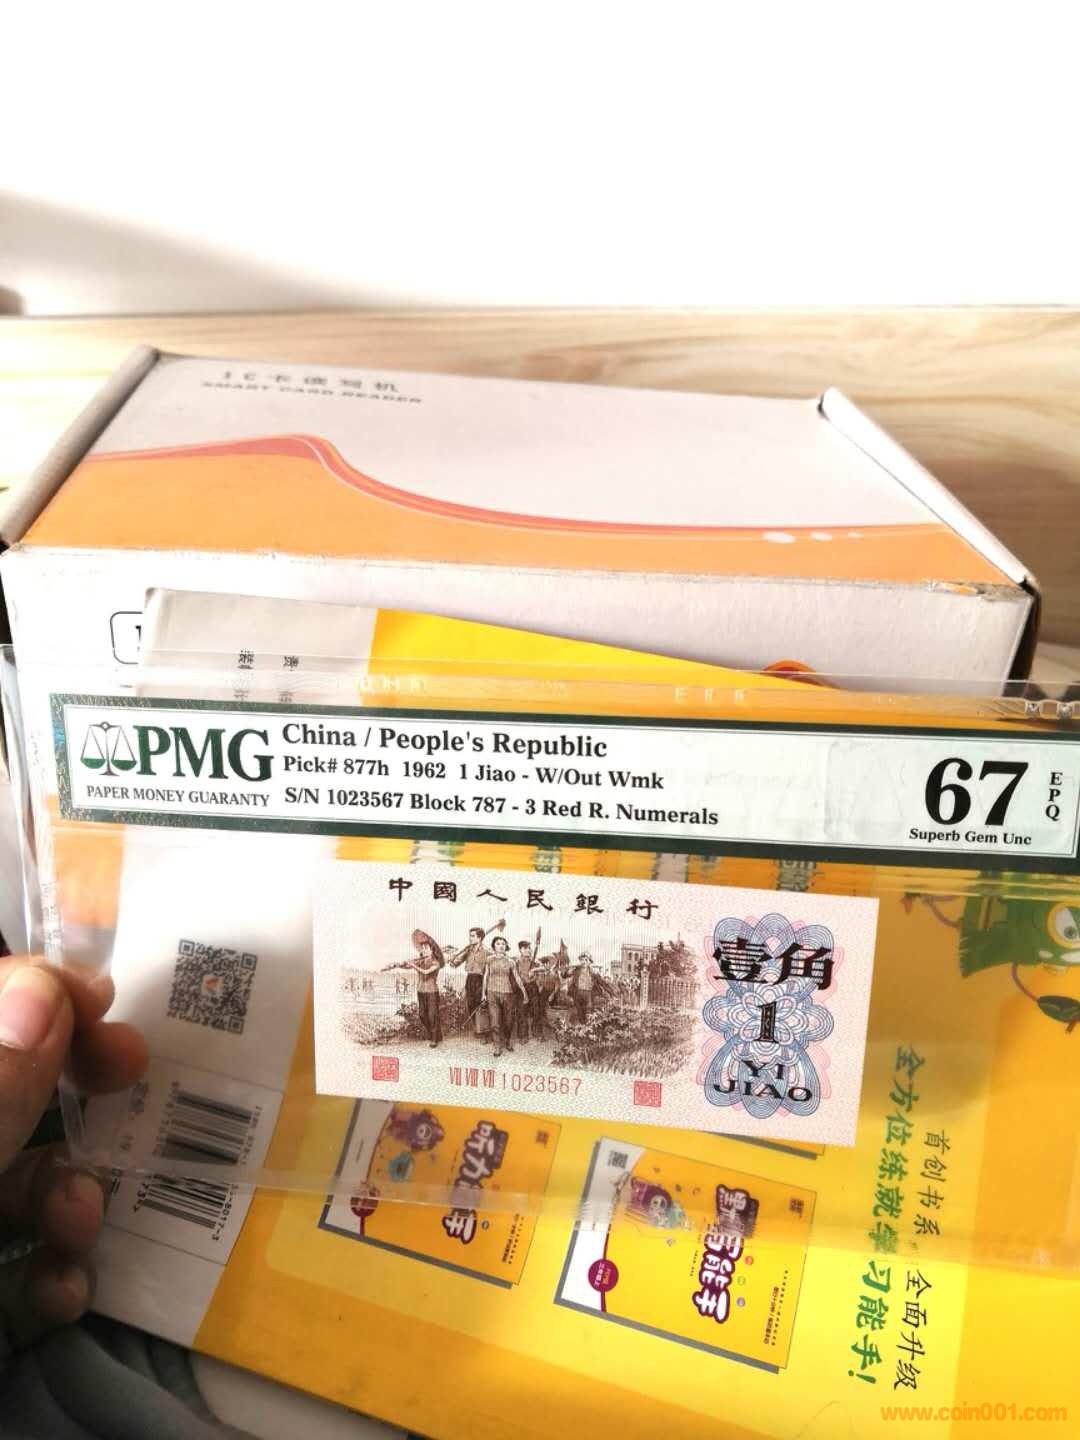 IC卡读写机
SMART CARD READER
PMG
PAPER MONEY GUARANTY
China / People's Republic
Pick# 877h 1962 1 Jiao - W/Out Wmk
S/N 1023567 Block 787 - 3 Red R. Numerals
67
EPQ
Superb Gem Unc
中國人民銀行
壹角
1
YI
JIAO
VII VIII VII 1023567
首创书系
全面升级
全方位练就学习能手!
www.coin001.com